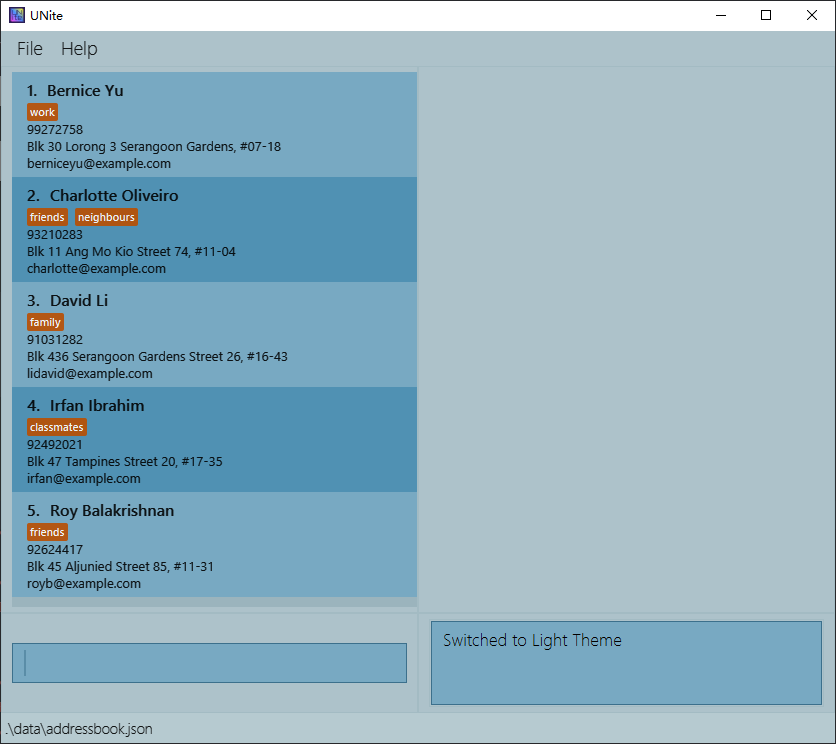 UNite
File Help
1. Bernice Yu
work
99272758
Blk 30 Lorong 3 Serangoon Gardens, #07-18
berniceyu@example.com
2. Charlotte Oliveiro
friends neighbours
93210283
Blk 11 Ang Mo Kio Street 74, #11-04
charlotte@example.com
3. David Li
family
91031282
Blk 436 Serangoon Gardens Street 26, #16-43
lidavid@example.com
4. Irfan Ibrahim
classmates
92492021
Blk 47 Tampines Street 20, #17-35
irfan@example.com
5. Roy Balakrishnan
friends
92624417
Blk 45 Aljunied Street 85, #11-31
royb@example.com
Switched to Light Theme
.\data\addressbook.json